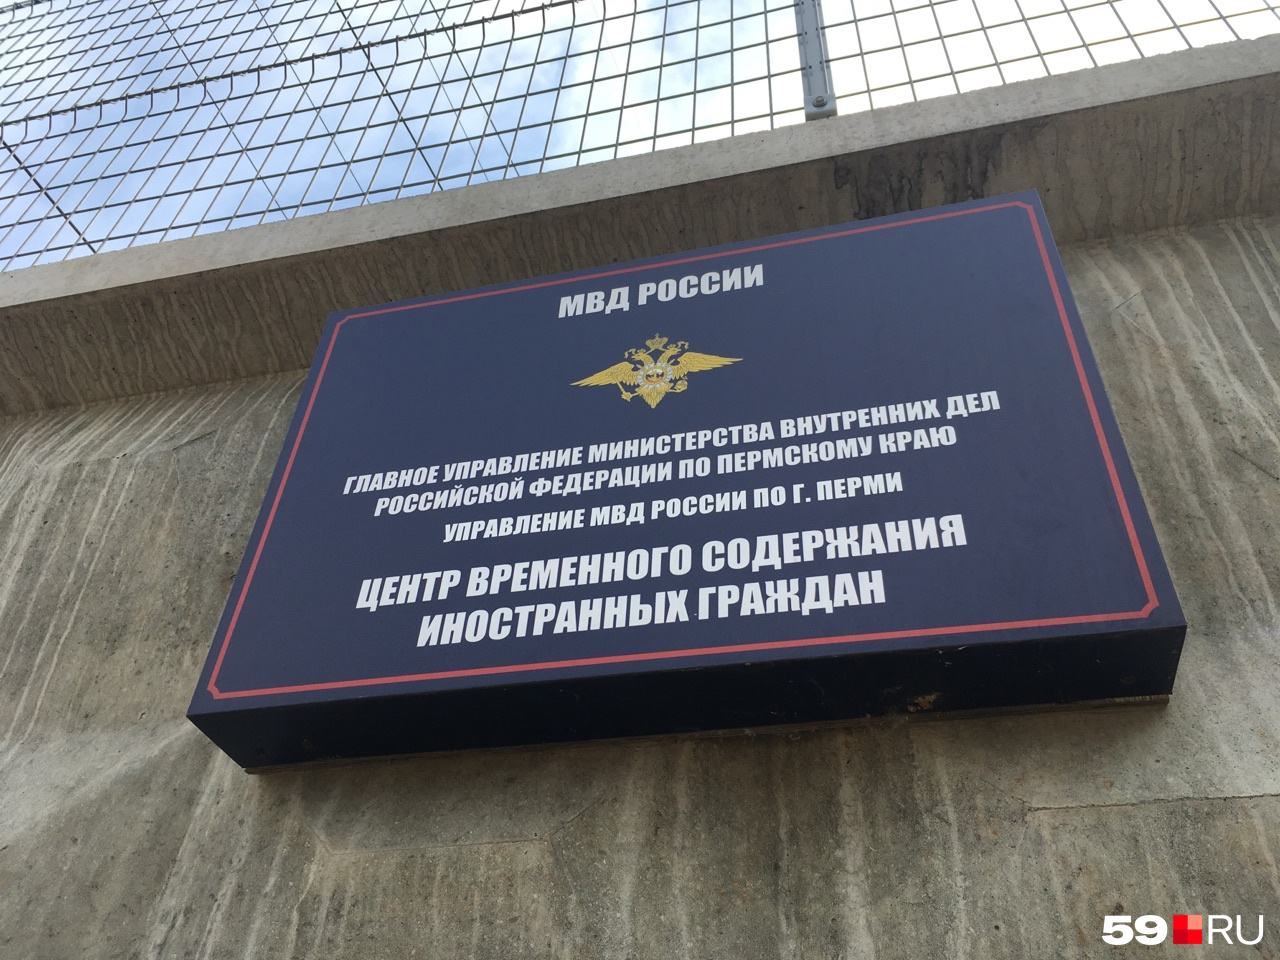 МВД РОССИИ
ГЛАВНОЕ УПРАВЛЕНИЕ МИНИСТЕРСТВА ВНУТРЕННИХ ДЕЛ
РОССИЙСКОЙ ФЕДЕРАЦИИ ПО ПЕРМСКОМУ КРАЮ
УПРАВЛЕНИЕ МВД РОССИИ ПО Г. ПЕРМИ
ЦЕНТР ВРЕМЕННОГО СОДЕРЖАНИЯ
ИНОСТРАННЫХ ГРАЖДАН
59.RU